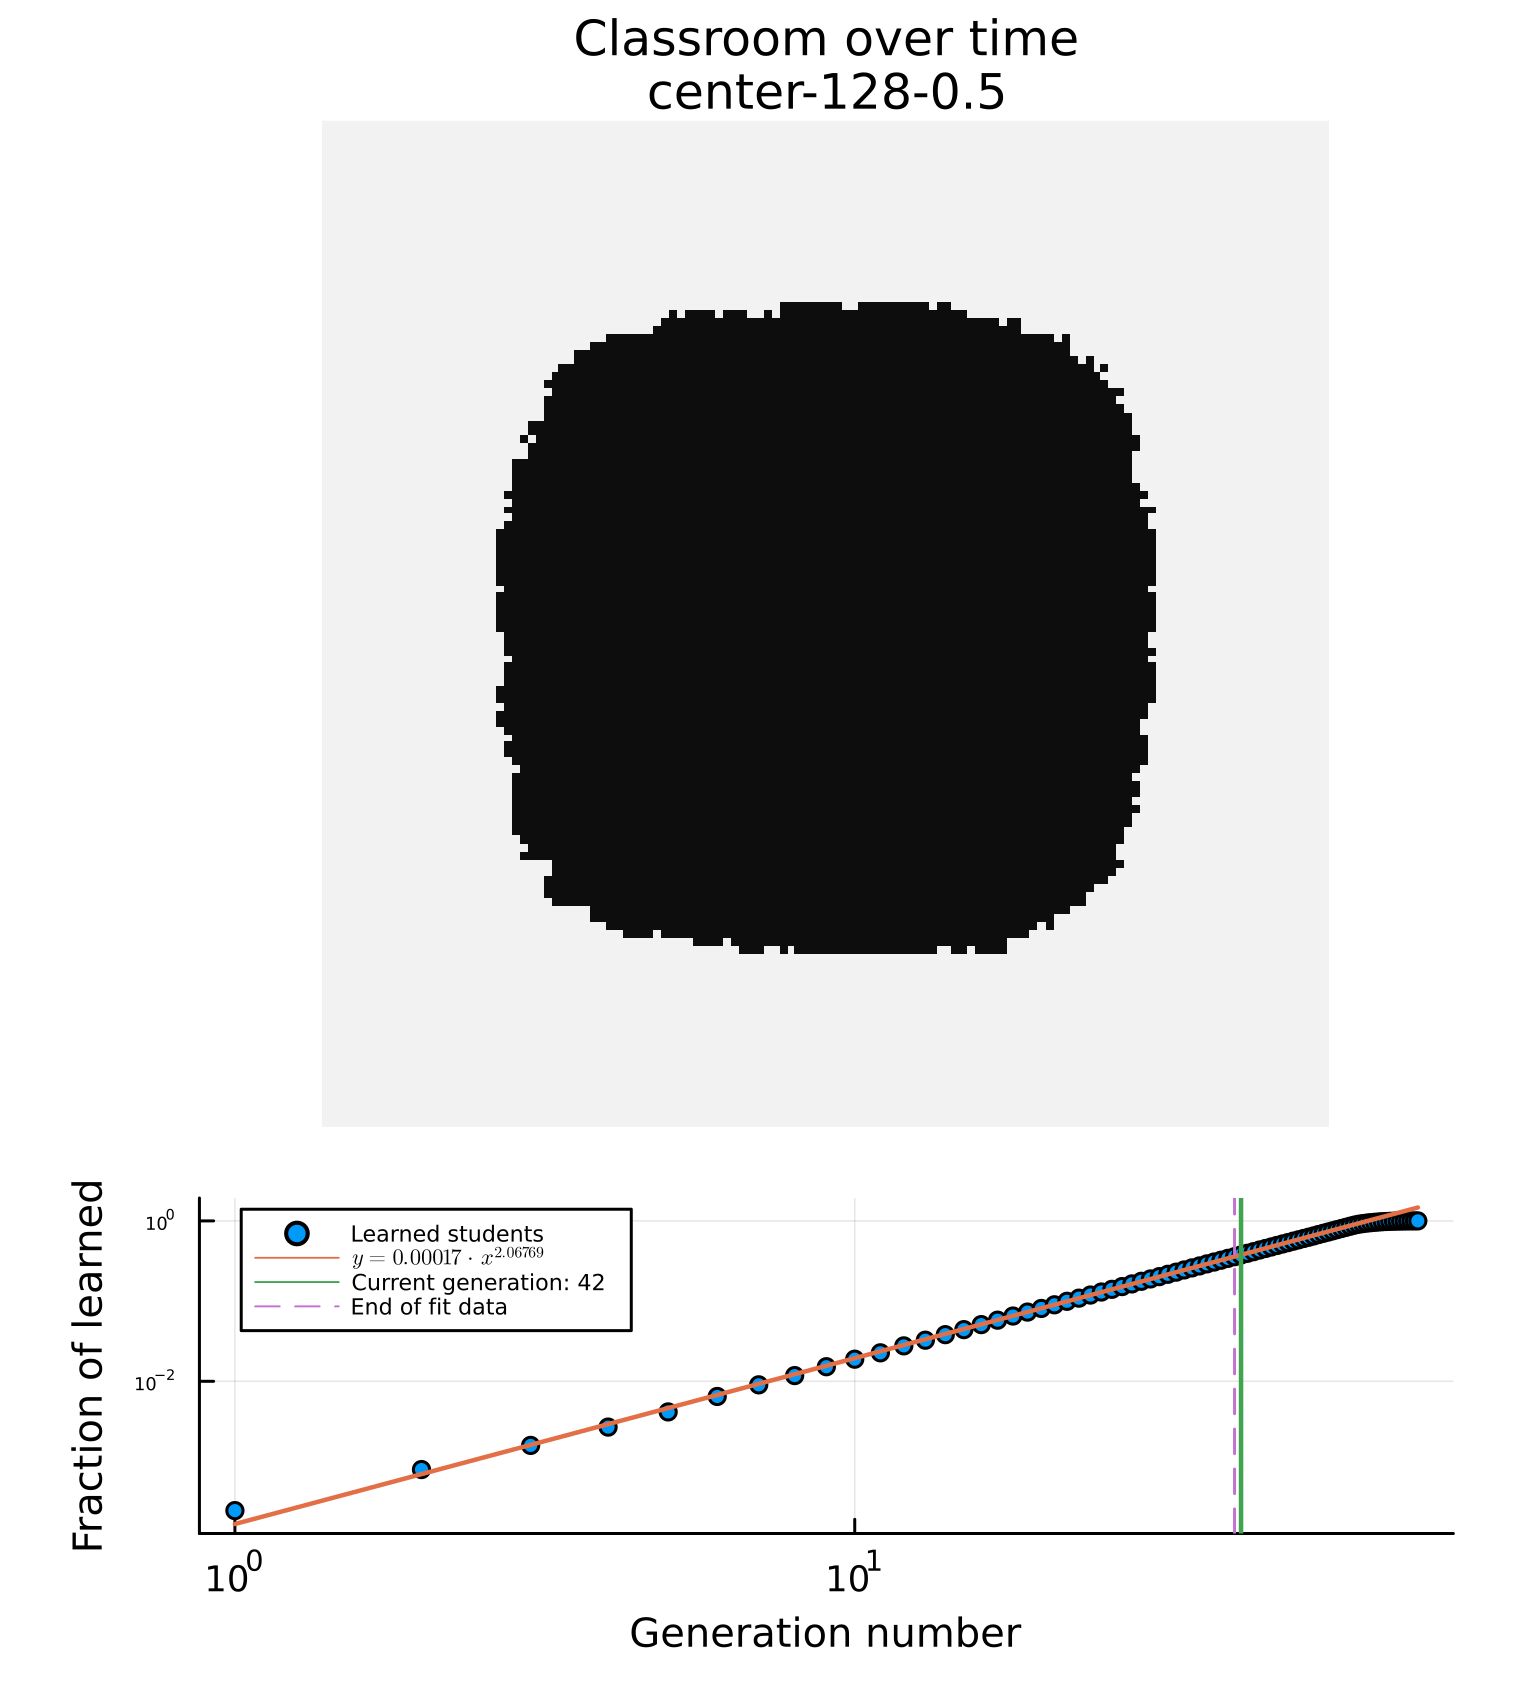 Classroom over time
center-128-0.5
Fraction of learned
10⁰
10⁻²
Learned students
y = 0.00017 · x^2.06769
Current generation: 42
End of fit data
10⁰ 10¹
Generation number